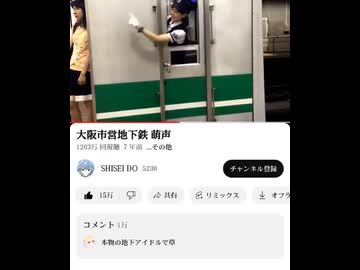 大阪市営地下鉄 萌声
1203万 回視聴 7 年前 ...その他
SHISEI DO 5230
チャンネル登録
15万
共有
リミックス
オフラ
コメント 1万
本物の地下アイドルで草